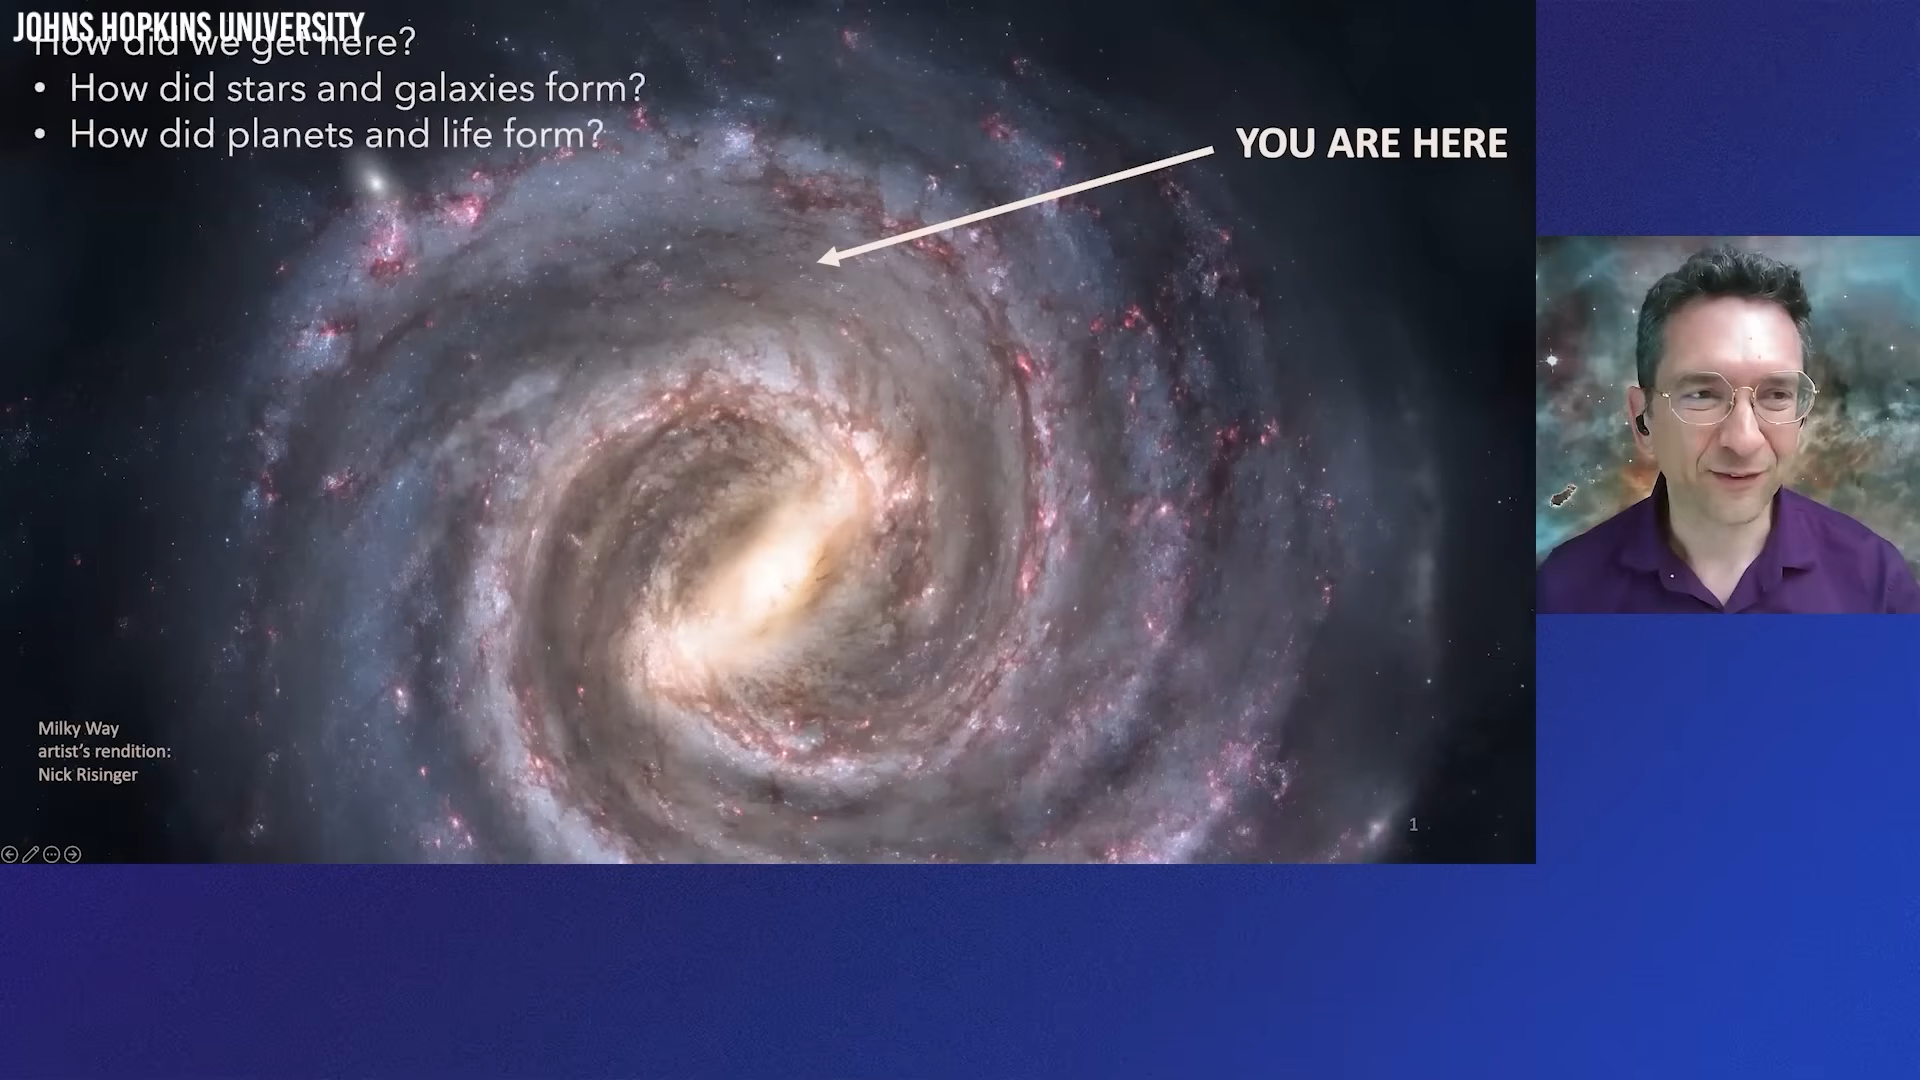 JOHNS HOPKINS UNIVERSITY
How did we get here?
• How did stars and galaxies form?
• How did planets and life form?
YOU ARE HERE
Milky Way
artist’s rendition:
Nick Risinger
1